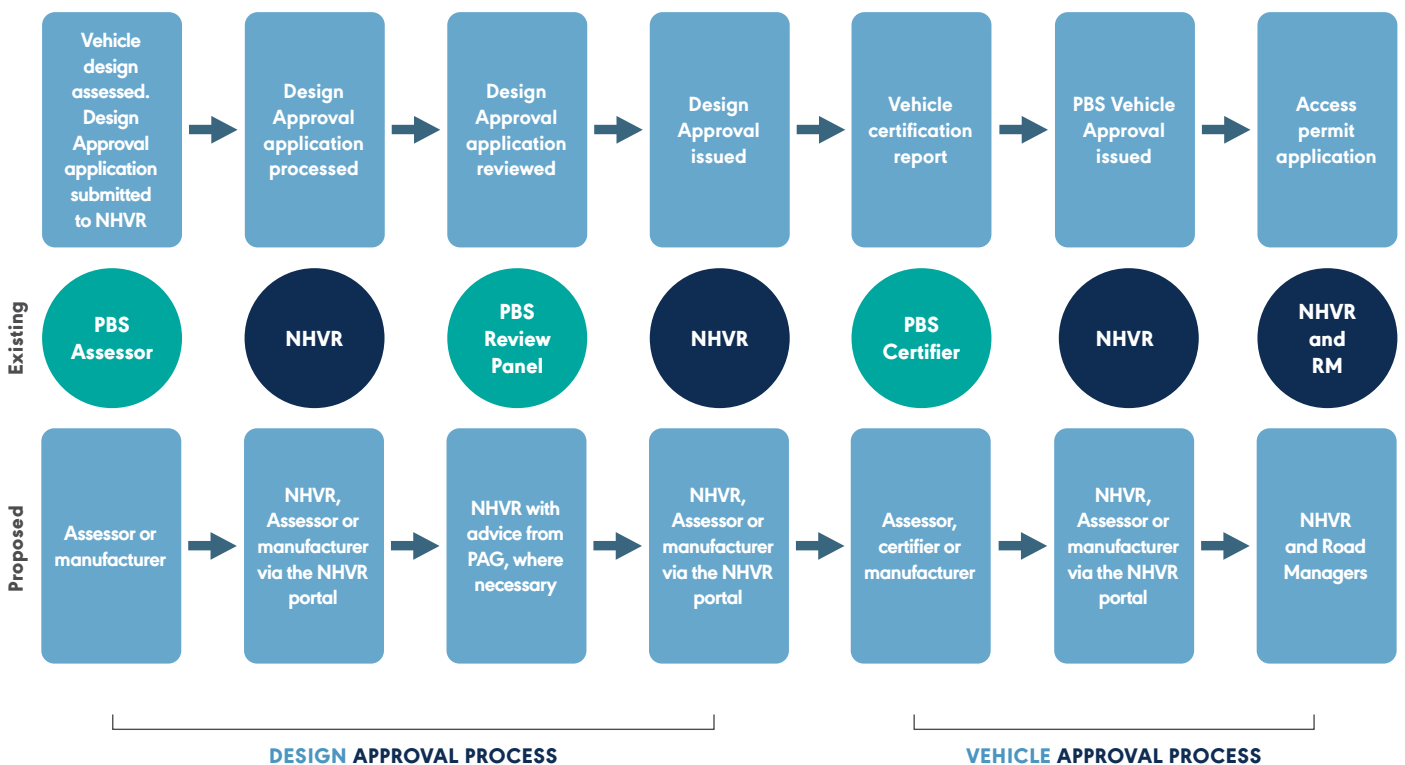 Vehicle
design
assessed.
Design
Approval
application
submitted
to NHVR
Design
Approval
application
processed
Design
Approval
application
reviewed
Design
Approval
issued
Vehicle
certification
report
PBS Vehicle
Approval
issued
Access
permit
application
Existing
PBS
Assessor
NHVR
PBS
Review
Panel
NHVR
PBS
Certifier
NHVR
NHVR
and
RM
Proposed
Assessor or
manufacturer
NHVR,
Assessor or
manufacturer
via the NHVR
portal
NHVR with
advice from
PAG, where
necessary
NHVR,
Assessor or
manufacturer
via the NHVR
portal
Assessor,
certifier or
manufacturer
NHVR,
Assessor or
manufacturer
via the NHVR
portal
NHVR
and Road
Managers
DESIGN APPROVAL PROCESS
VEHICLE APPROVAL PROCESS